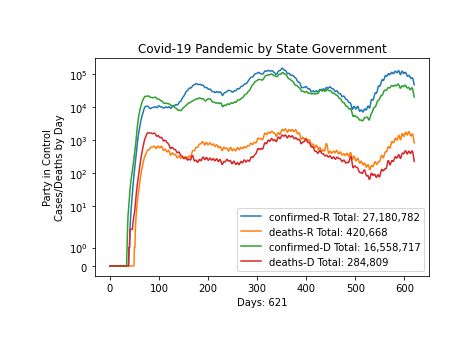 Covid-19 Pandemic by State Government
Party in Control
Cases/Deaths by Day
10⁵
10⁴
10³
10²
10¹
10⁰
0
confirmed-R Total: 27,180,782
deaths-R Total: 420,668
confirmed-D Total: 16,558,717
deaths-D Total: 284,809
0 100 200 300 400 500 600
Days: 621